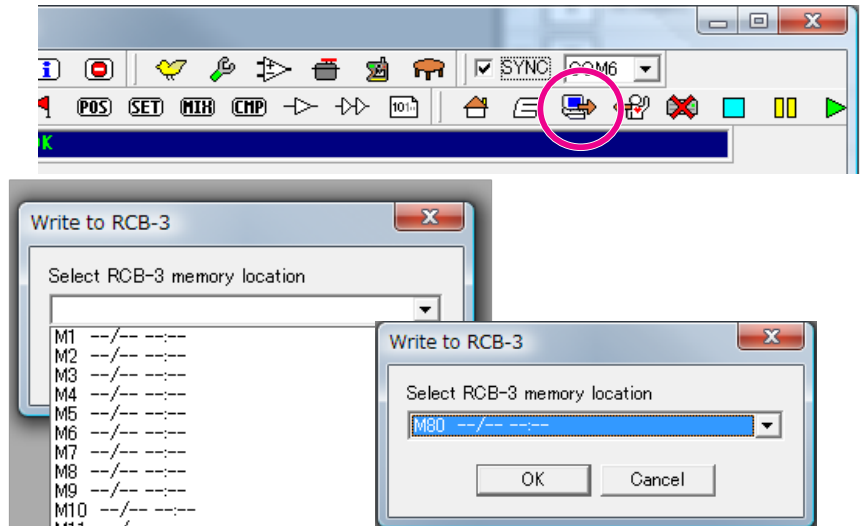 SYNC COM6
POS SET MIX CMP 101..
OK
Write to RCB-3
Select RCB-3 memory location
M1 --/-- --:--
M2 --/-- --:--
M3 --/-- --:--
M4 --/-- --:--
M5 --/-- --:--
M6 --/-- --:--
M7 --/-- --:--
M8 --/-- --:--
M9 --/-- --:--
M10 --/-- --:--
Write to RCB-3
Select RCB-3 memory location
M80 --/-- --:--
OK Cancel